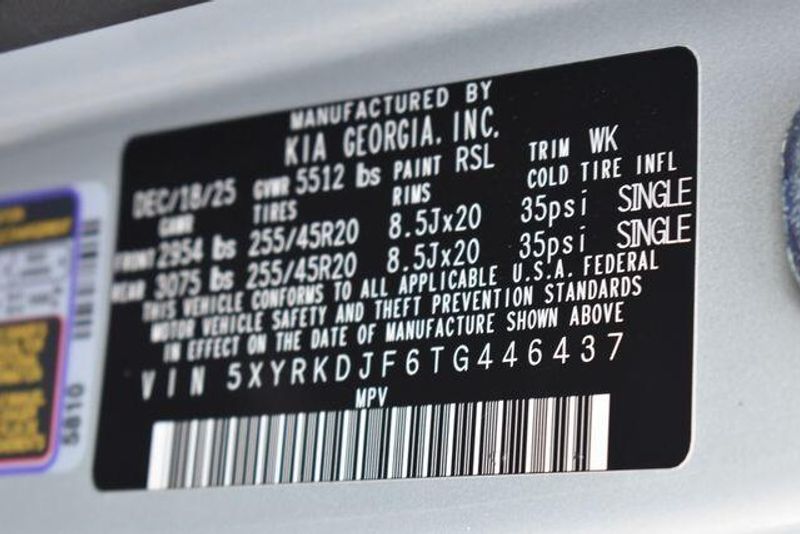 MANUFACTURED BY
KIA GEORGIA, INC.
DEC/18/25 GVWR 5512 lbs PAINT RSL TRIM WK
GAWR TIRES RIMS COLD TIRE INFL
FRONT 2954 lbs 255/45R20 8.5Jx20 35psi SINGLE
REAR 3075 lbs 255/45R20 8.5Jx20 35psi SINGLE
THIS VEHICLE CONFORMS TO ALL APPLICABLE U.S.A. FEDERAL
MOTOR VEHICLE SAFETY AND THEFT PREVENTION STANDARDS
IN EFFECT ON THE DATE OF MANUFACTURE SHOWN ABOVE
VIN 5XYRKDJF6TG446437
MPV
5810